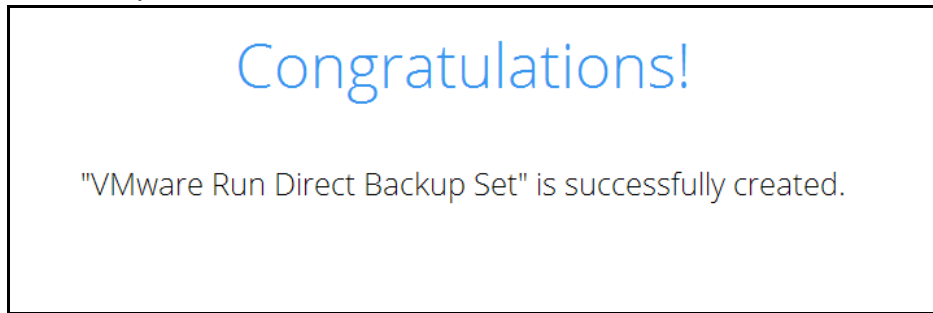 Congratulations!
"VMware Run Direct Backup Set" is successfully created.